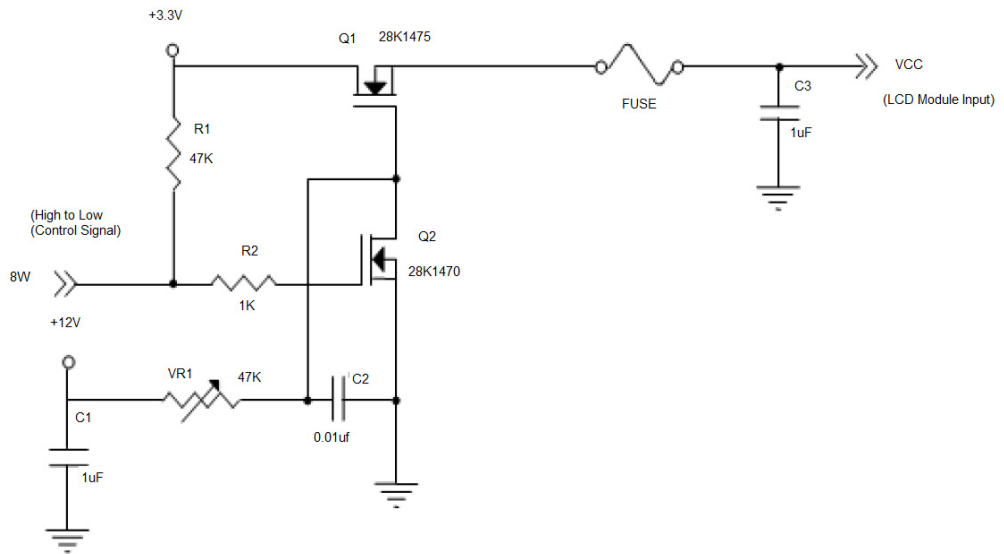 +3.3V
Q1
28K1475
VCC
C3
(LCD Module Input)
FUSE
1uF
R1
47K
(High to Low
(Control Signal)
Q2
R2
28K1470
8W
1K
+12V
VR1
47K
C2
C1
0.01uf
1uF